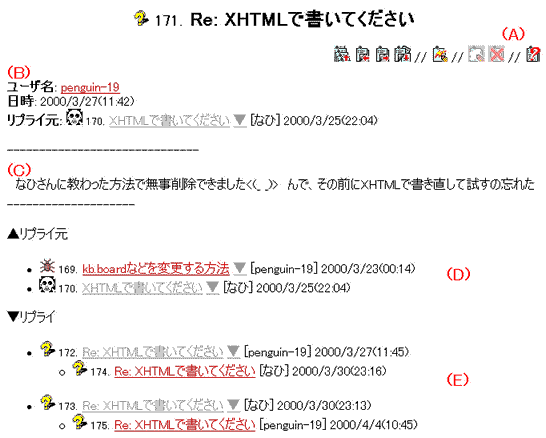 171. Re: XHTMLで書いてください
(A)
// // //
(B)
ユーザ名: penguin-19
日時: 2000/3/27(11:42)
リプライ元: 170. XHTMLで書いてください ▼ [なひ] 2000/3/25(22:04)
------------------------------
(C)
なひさんに教わった方法で無事削除できました<(_ _)> んで、その前にXHTMLで書き直して試すの忘れた
--------------------
▲リプライ元
• 169. kb.boardなどを変更する方法 ▼ [penguin-19] 2000/3/23(00:14)
(D)
• 170. XHTMLで書いてください ▼ [なひ] 2000/3/25(22:04)
▼リプライ
• 172. Re: XHTMLで書いてください ▼ [penguin-19] 2000/3/27(11:45)
○ 174. Re: XHTMLで書いてください [なひ] 2000/3/30(23:16)
(E)
• 173. Re: XHTMLで書いてください ▼ [なひ] 2000/3/30(23:13)
○ 175. Re: XHTMLで書いてください [penguin-19] 2000/4/4(10:45)